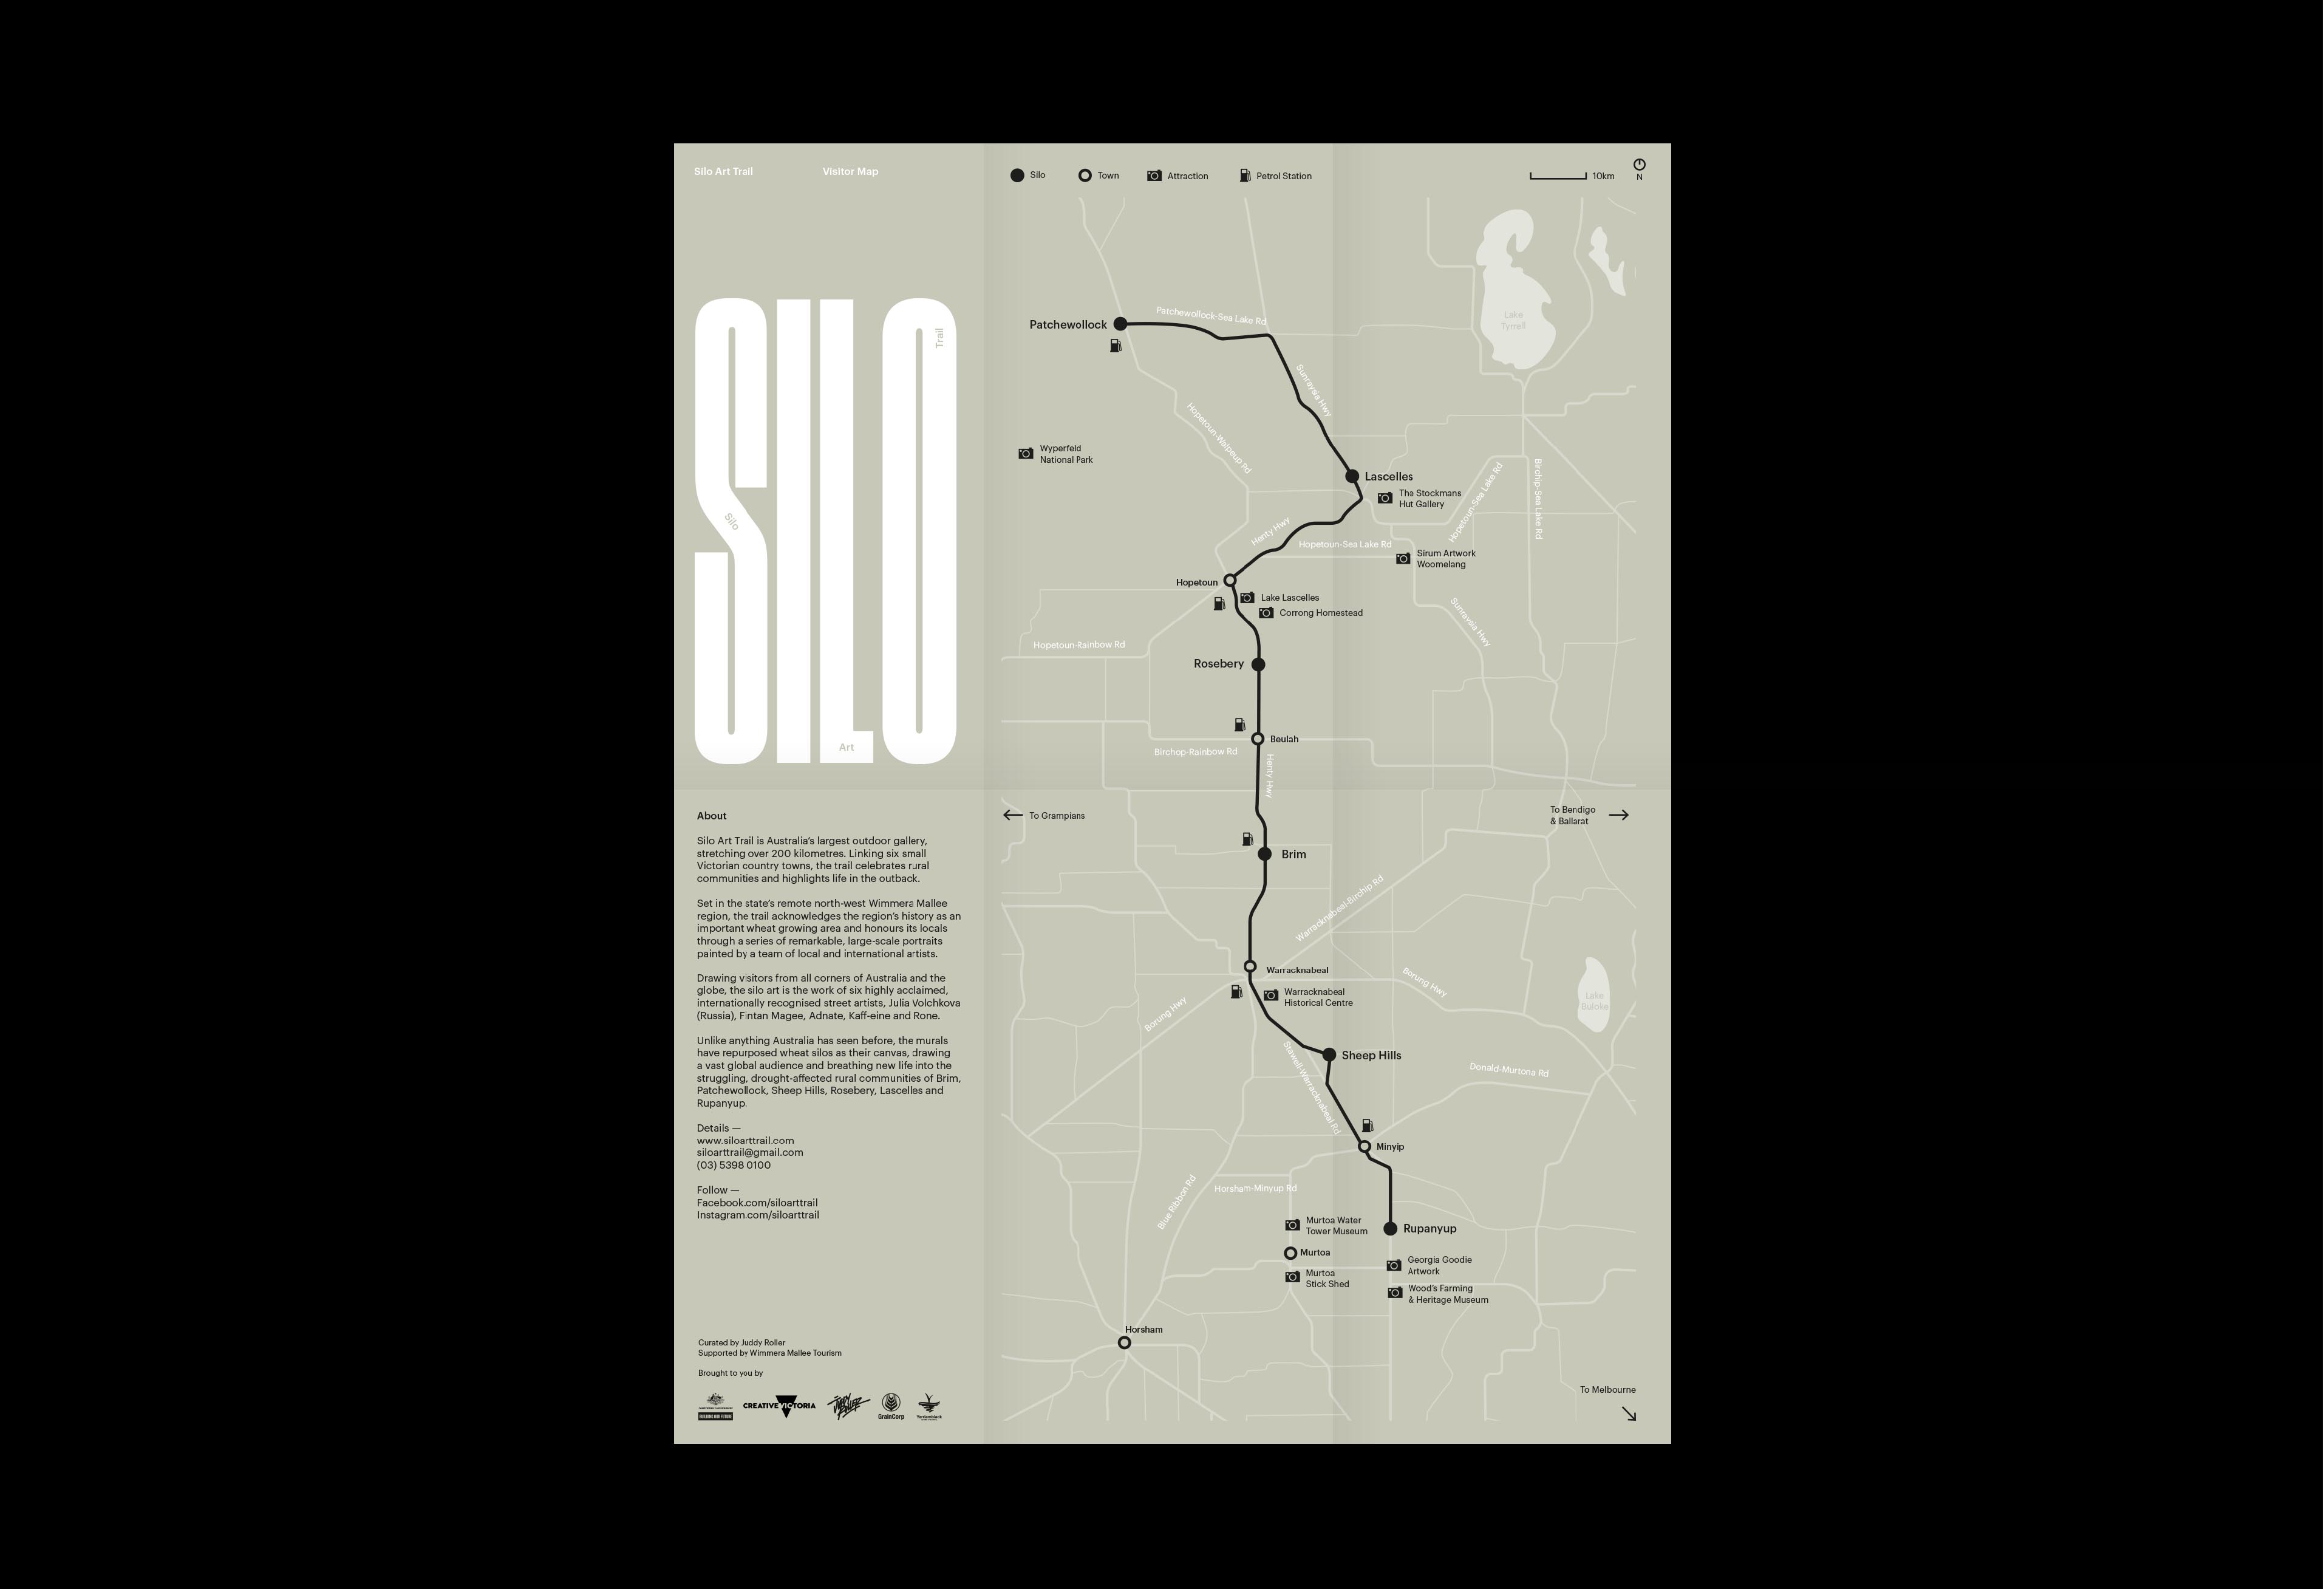 Silo Art Trail
Visitor Map
Silo
Town
Attraction
Petrol Station
10km
N
SILO
Silo
Art
Trail
About
Silo Art Trail is Australia's largest outdoor gallery,
stretching over 200 kilometres. Linking six small
Victorian country towns, the trail celebrates rural
communities and highlights life in the outback.
Set in the state's remote north-west Wimmera Mallee
region, the trail acknowledges the region's history as an
important wheat growing area and honours its locals
through a series of remarkable, large-scale portraits
painted by a team of local and international artists.
Drawing visitors from all corners of Australia and the
globe, the silo art is the work of six highly acclaimed,
internationally recognised street artists, Julia Volchkova
(Russia), Fintan Magee, Adnate, Kaff-eine and Rone.
Unlike anything Australia has seen before, the murals
have repurposed wheat silos as their canvas, drawing
a vast global audience and breathing new life into the
struggling, drought-affected rural communities of Brim,
Patchewollock, Sheep Hills, Rosebery, Lascelles and
Rupanyup.
Details —
www.siloarttrail.com
siloarttrail@gmail.com
(03) 5398 0100
Follow —
Facebook.com/siloarttrail
Instagram.com/siloarttrail
Curated by Juddy Roller
Supported by Wimmera Mallee Tourism
Brought to you by
Australian Government
BUILDING OUR FUTURE
CREATIVE VICTORIA
JUDDY ROLLER
GrainCorp
Yarriambiack
Patchewollock
Patchewollock-Sea Lake Rd
Lake
Tyrrell
Sunraysia Hwy
Hopetoun-Walpeup Rd
Wyperfeld
National Park
Lascelles
The Stockmans
Hut Gallery
Hopetoun-Sea Lake Rd
Birchip-Sea Lake Rd
Henty Hwy
Hopetoun-Sea Lake Rd
Sirum Artwork
Woomelang
Hopetoun
Lake Lascelles
Corrong Homestead
Sunraysia Hwy
Hopetoun-Rainbow Rd
Rosebery
Beulah
Birchop-Rainbow Rd
Henty Hwy
To Grampians
To Bendigo
& Ballarat
Brim
Warracknabeal-Birchip Rd
Warracknabeal
Warracknabeal
Historical Centre
Borung Hwy
Borung Hwy
Lake
Buloke
Sheep Hills
Stawell-Warracknabeal Rd
Donald-Murtona Rd
Minyip
Horsham-Minyup Rd
Blue Ribbon Rd
Murtoa Water
Tower Museum
Rupanyup
Murtoa
Murtoa
Stick Shed
Georgia Goodie
Artwork
Wood's Farming
& Heritage Museum
Horsham
To Melbourne